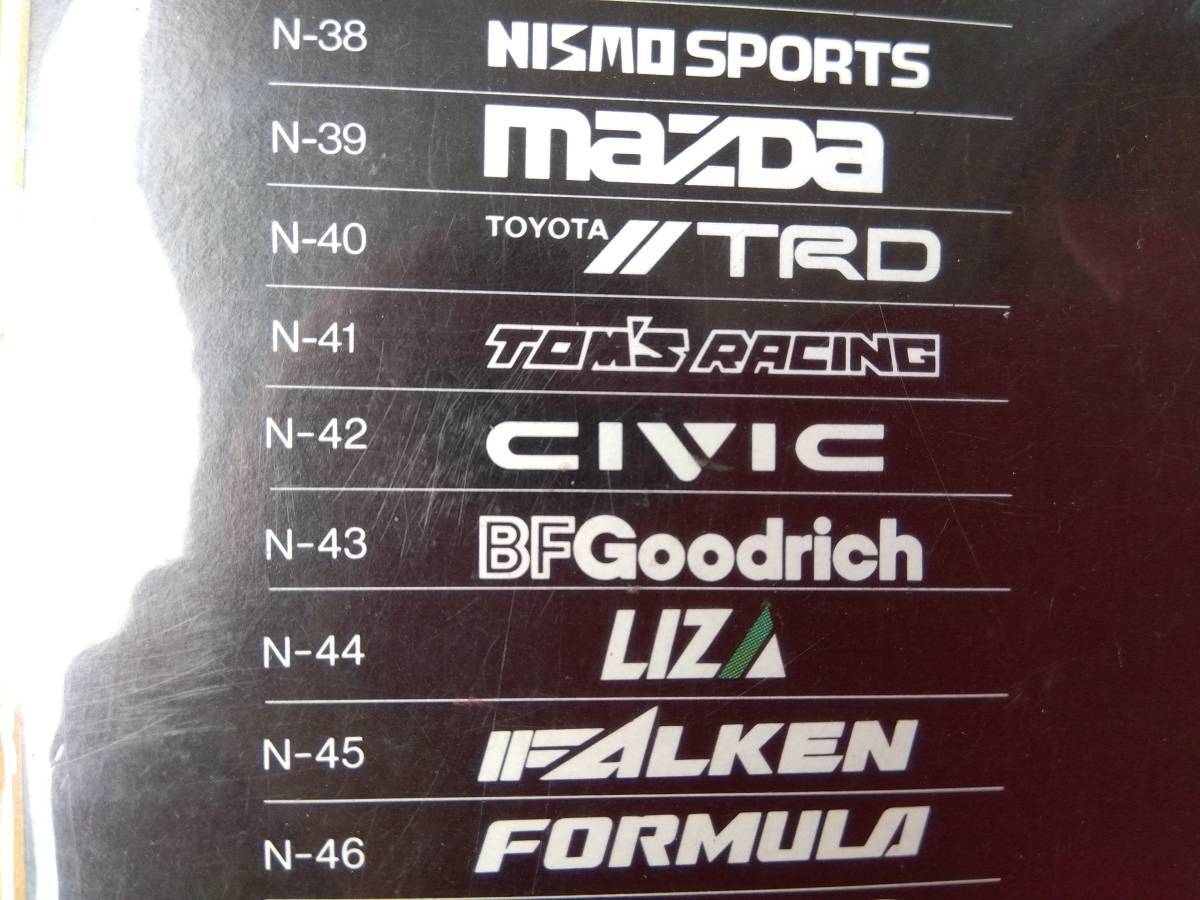 N-38 NISMO SPORTS
N-39 mazda
N-40 TOYOTA TRD
N-41 TOM'S RACING
N-42 CIVIC
N-43 BFGoodrich
N-44 LIZA
N-45 FALKEN
N-46 FORMULA